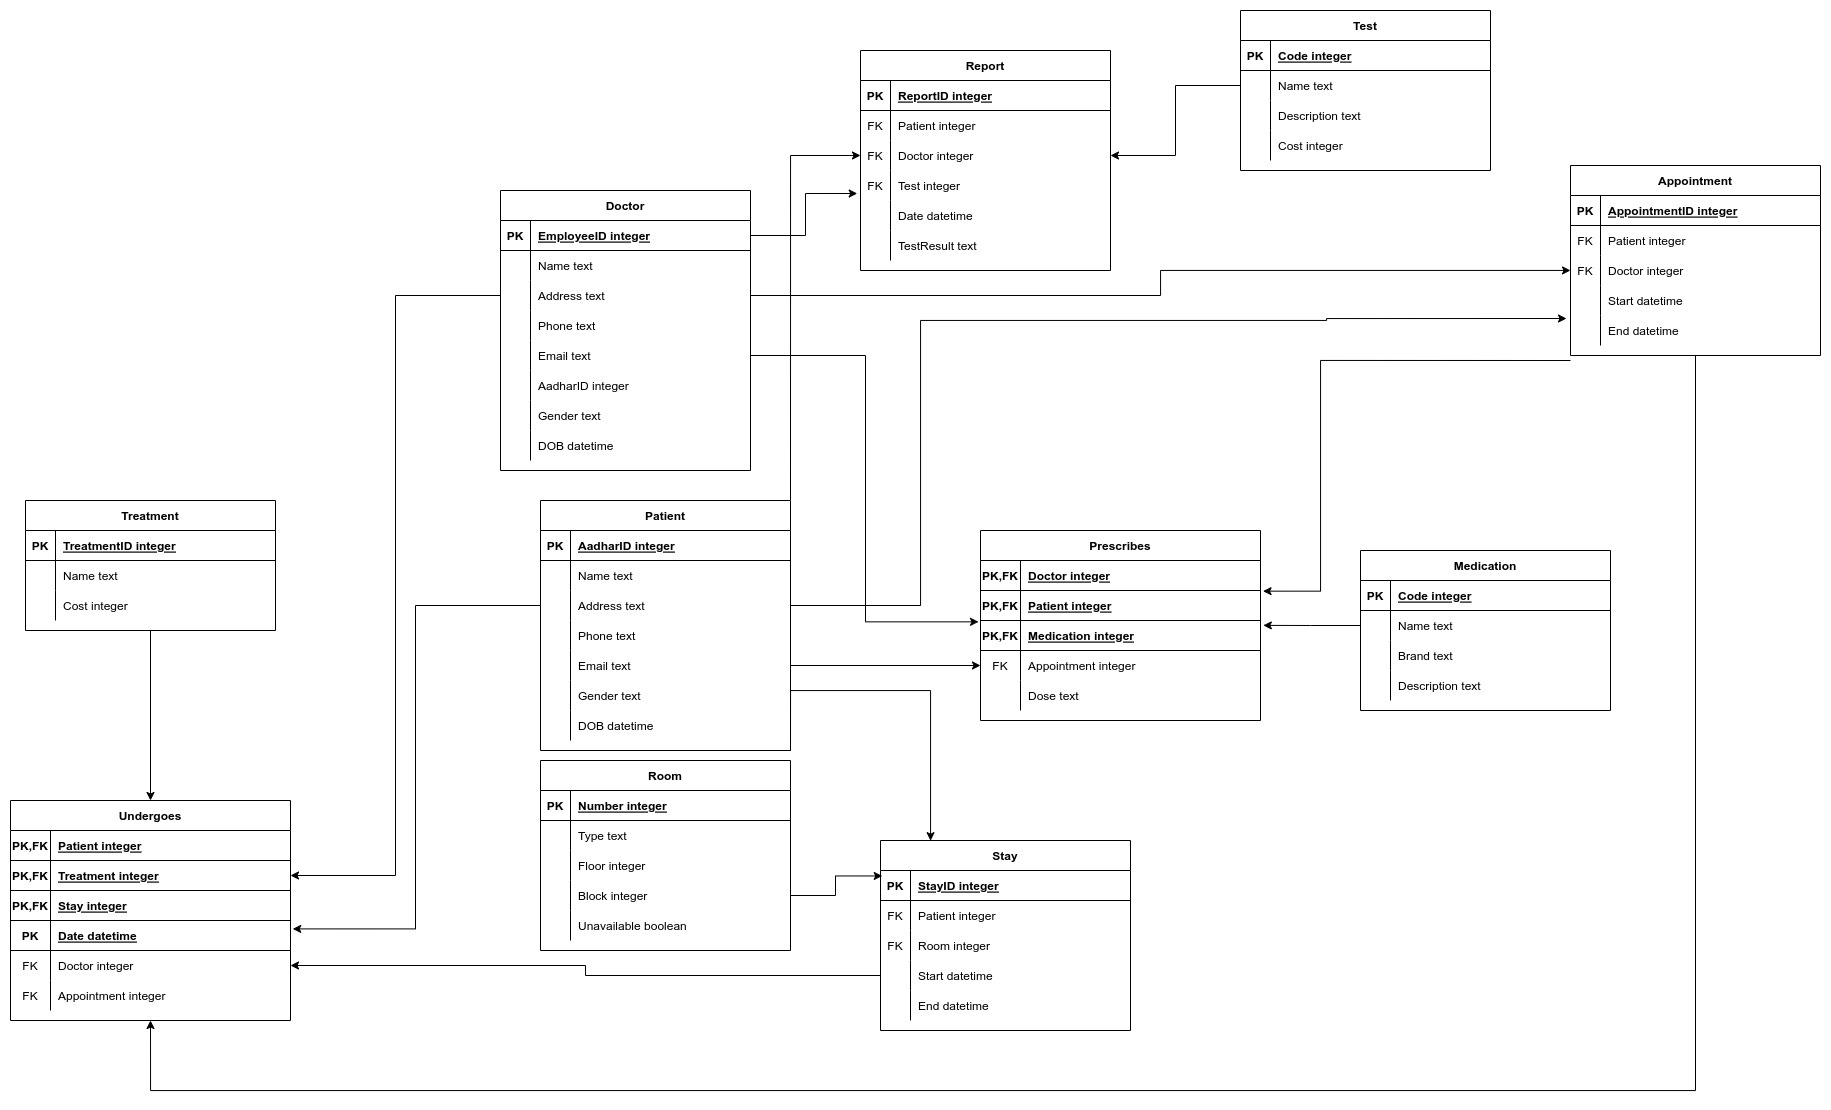 Test
PK Code integer
Name text
Description text
Cost integer
Report
PK ReportID integer
FK Patient integer
FK Doctor integer
FK Test integer
Date datetime
TestResult text
Appointment
PK AppointmentID integer
FK Patient integer
FK Doctor integer
Start datetime
End datetime
Doctor
PK EmployeeID integer
Name text
Address text
Phone text
Email text
AadharID integer
Gender text
DOB datetime
Treatment
PK TreatmentID integer
Name text
Cost integer
Patient
PK AadharID integer
Name text
Address text
Phone text
Email text
Gender text
DOB datetime
Prescribes
PK,FK Doctor integer
PK,FK Patient integer
PK,FK Medication integer
FK Appointment integer
Dose text
Medication
PK Code integer
Name text
Brand text
Description text
Room
PK Number integer
Type text
Floor integer
Block integer
Unavailable boolean
Undergoes
PK,FK Patient integer
PK,FK Treatment integer
PK,FK Stay integer
PK Date datetime
FK Doctor integer
FK Appointment integer
Stay
PK StayID integer
FK Patient integer
FK Room integer
Start datetime
End datetime